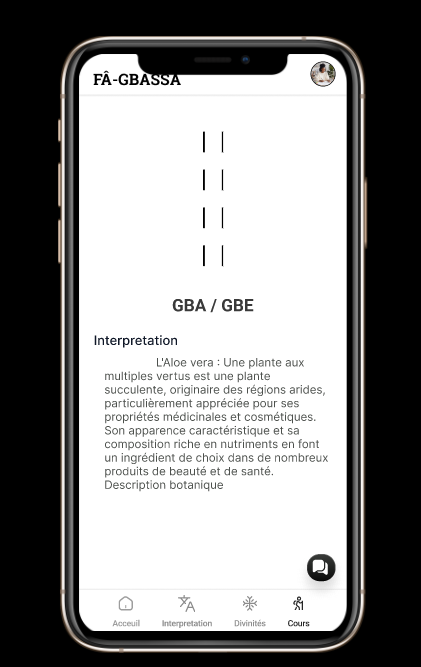 FÂ-GBASSA
GBA / GBE
Interpretation
L'Aloe vera : Une plante aux
multiples vertus est une plante
succulente, originaire des régions arides,
particulièrement appréciée pour ses
propriétés médicinales et cosmétiques.
Son apparence caractéristique et sa
composition riche en nutriments en font
un ingrédient de choix dans de nombreux
produits de beauté et de santé.
Description botanique
Acceuil Interpretation Divinités Cours